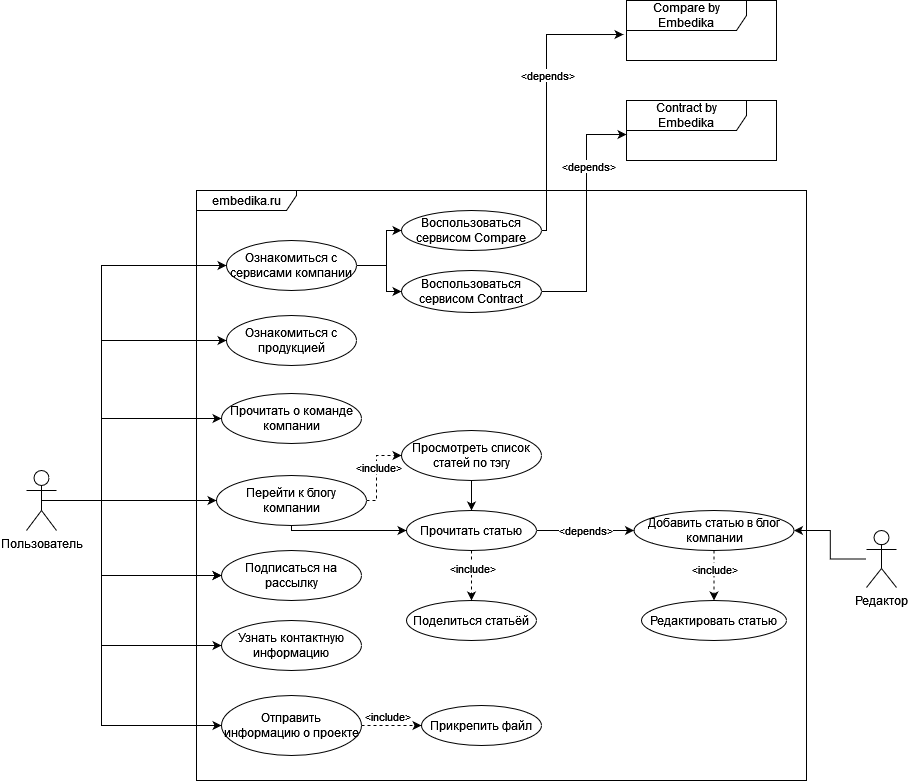 Compare by
Embedika
<depends>
Contract by
Embedika
<depends>
embedika.ru
Воспользоваться
сервисом Compare
Ознакомиться с
сервисами компании
Воспользоваться
сервисом Contract
Ознакомиться с
продукцией
Прочитать о команде
компании
Просмотреть список
статей по тэгу
<include>
Перейти к блогу
компании
Пользователь
Прочитать статью
<depends>
Добавить статью в блог
компании
Редактор
Подписаться на
рассылку
<include>
<include>
Поделиться статьёй
Редактировать статью
Узнать контактную
информацию
Отправить
информацию о проекте
<include>
Прикрепить файл